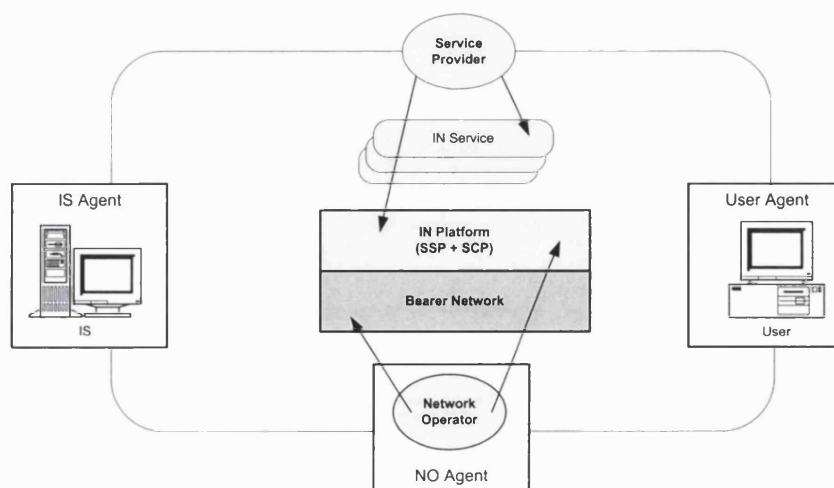 Service
Provider
IN Service
IS Agent
IS
User Agent
User
IN Platform
(SSP + SCP)
Bearer Network
Network
Operator
NO Agent